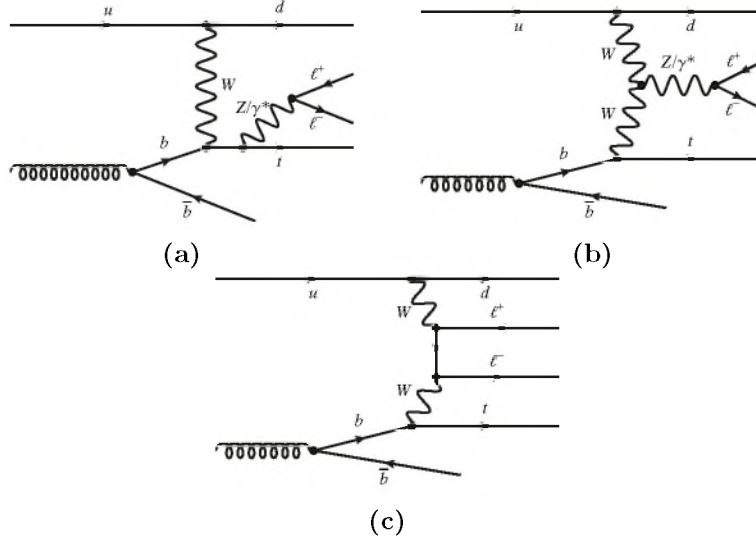 u d
W
Z/γ* ℓ+
ℓ−
b t
b̄
(a)
u d
W
Z/γ* ℓ+
ℓ−
W
b t
b̄
(b)
u d
W ℓ+
ℓ−
W
b t
b̄
(c)